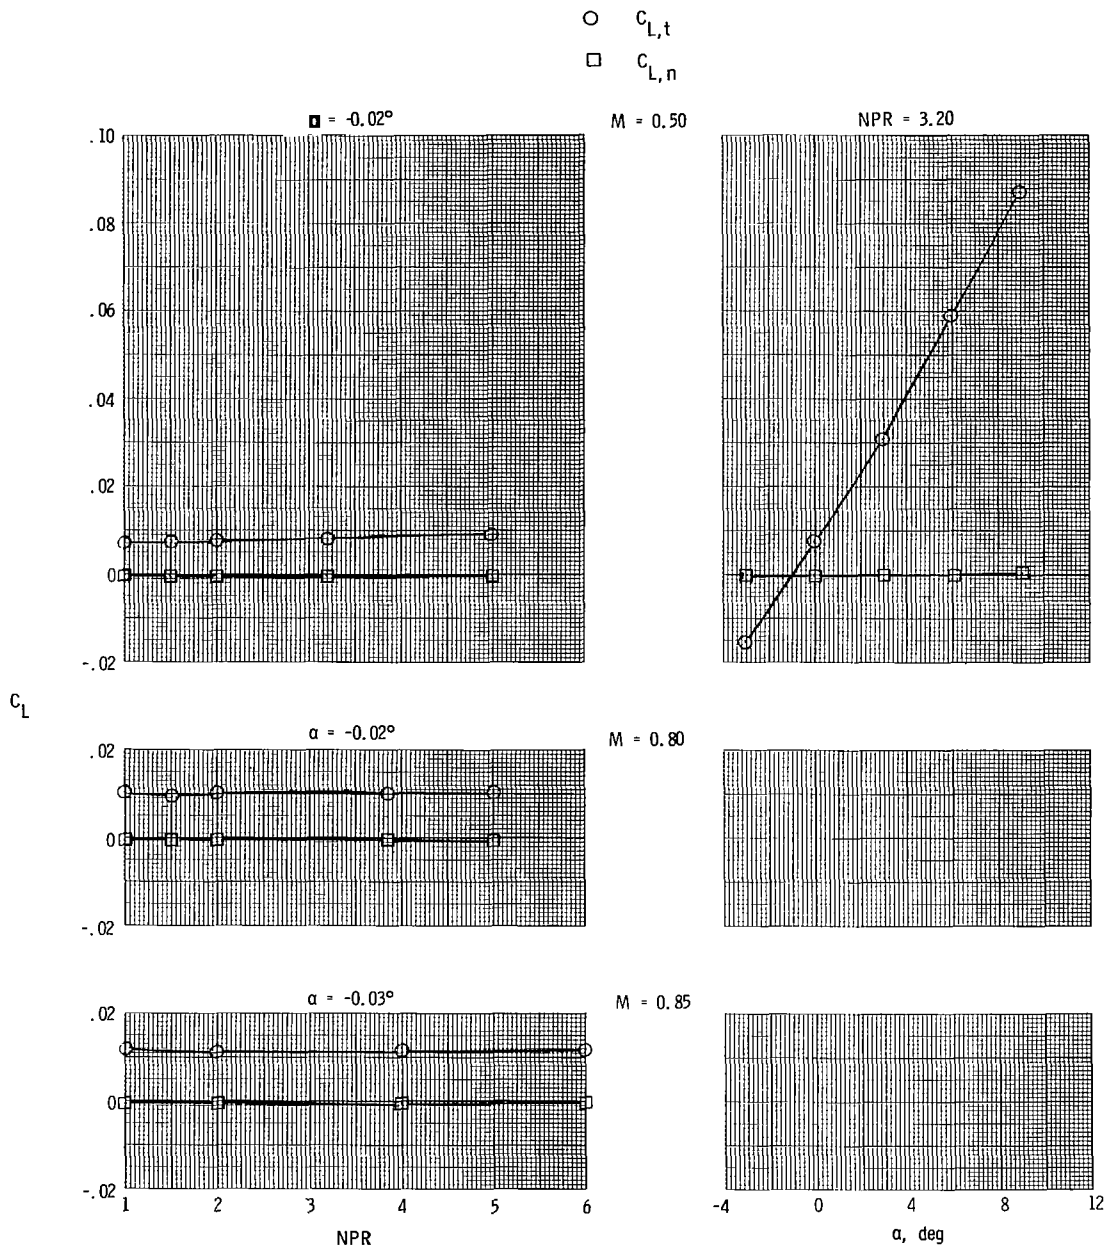 C_L,t
C_L,n
= -0.02° M = 0.50 NPR = 3.20
.10
.08
.06
.04
.02
0
-.02
C_L
α = -0.02° M = 0.80
.02
0
-.02
α = -0.03° M = 0.85
.02
0
-.02
1 2 3 4 5 6
-4 0 4 8 12
NPR
α, deg